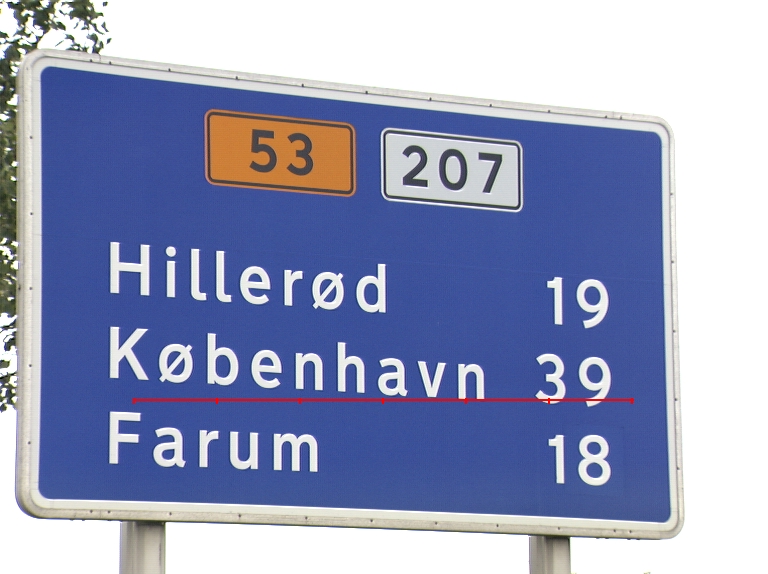 53 207
Hillerød 19
København 39
Farum 18